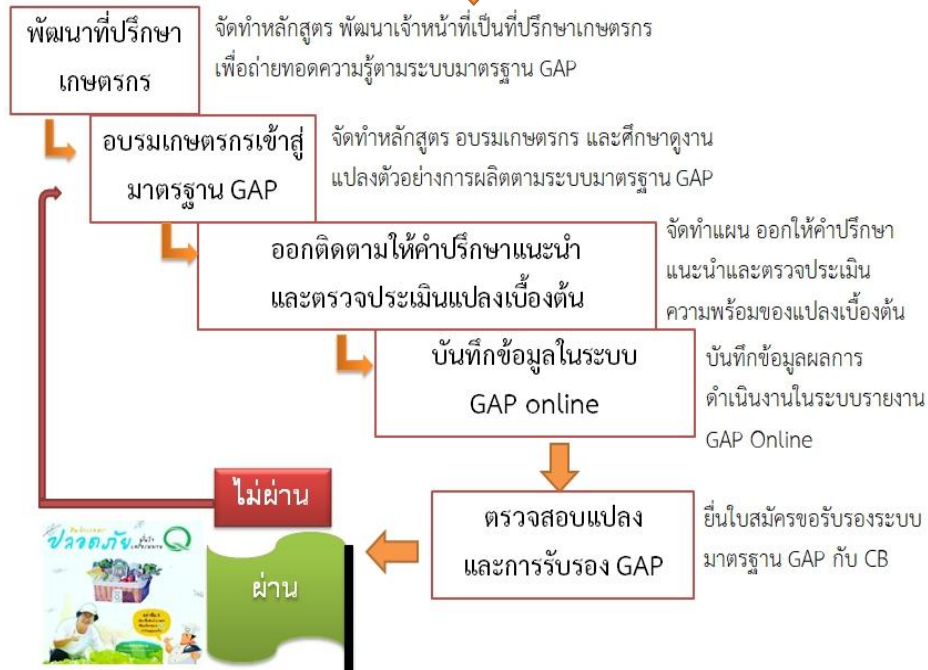 พัฒนาที่ปรึกษา
เกษตรกร
จัดทำหลักสูตร พัฒนาเจ้าหน้าที่เป็นที่ปรึกษาเกษตรกร
เพื่อถ่ายทอดความรู้ตามระบบมาตรฐาน GAP
อบรมเกษตรกรเข้าสู่
มาตรฐาน GAP
จัดทำหลักสูตร อบรมเกษตรกร และศึกษาดูงาน
แปลงตัวอย่างการผลิตตามระบบมาตรฐาน GAP
ออกติดตามให้คำปรึกษาแนะนำ
และตรวจประเมินแปลงเบื้องต้น
จัดทำแผน ออกให้คำปรึกษา
แนะนำและตรวจประเมิน
ความพร้อมของแปลงเบื้องต้น
บันทึกข้อมูลในระบบ
GAP online
บันทึกข้อมูลผลการ
ดำเนินงานในระบบรายงาน
GAP Online
ตรวจสอบแปลง
และการรับรอง GAP
ยื่นใบสมัครขอรับรองระบบ
มาตรฐาน GAP กับ CB
ไม่ผ่าน
ผ่าน
ปลอดภัย
Q